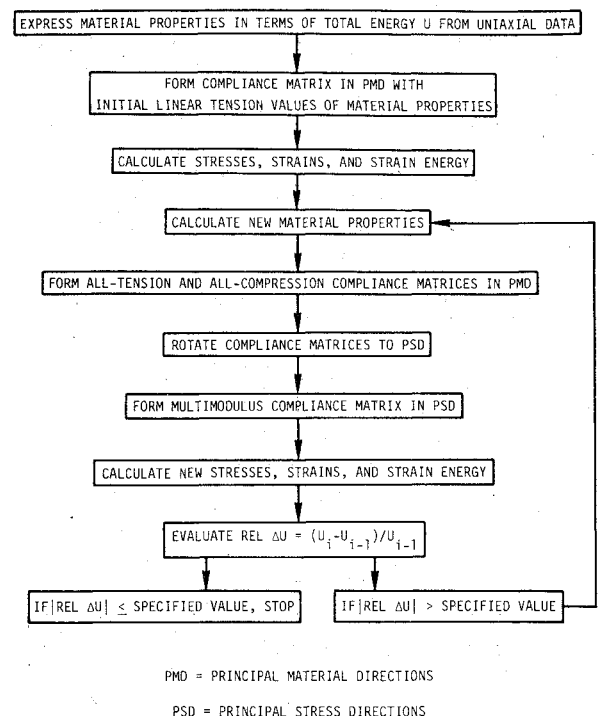 EXPRESS MATERIAL PROPERTIES IN TERMS OF TOTAL ENERGY U FROM UNIAXIAL DATA
FORM COMPLIANCE MATRIX IN PMD WITH
INITIAL LINEAR TENSION VALUES OF MATERIAL PROPERTIES
CALCULATE STRESSES, STRAINS, AND STRAIN ENERGY
CALCULATE NEW MATERIAL PROPERTIES
FORM ALL-TENSION AND ALL-COMPRESSION COMPLIANCE MATRICES IN PMD
ROTATE COMPLIANCE MATRICES TO PSD
FORM MULTIMODULUS COMPLIANCE MATRIX IN PSD
CALCULATE NEW STRESSES, STRAINS, AND STRAIN ENERGY
EVALUATE REL ΔU = (U_i-U_{i-1})/U_{i-1}
IF|REL ΔU| ≤ SPECIFIED VALUE, STOP
IF|REL ΔU| > SPECIFIED VALUE
PMD = PRINCIPAL MATERIAL DIRECTIONS
PSD = PRINCIPAL STRESS DIRECTIONS